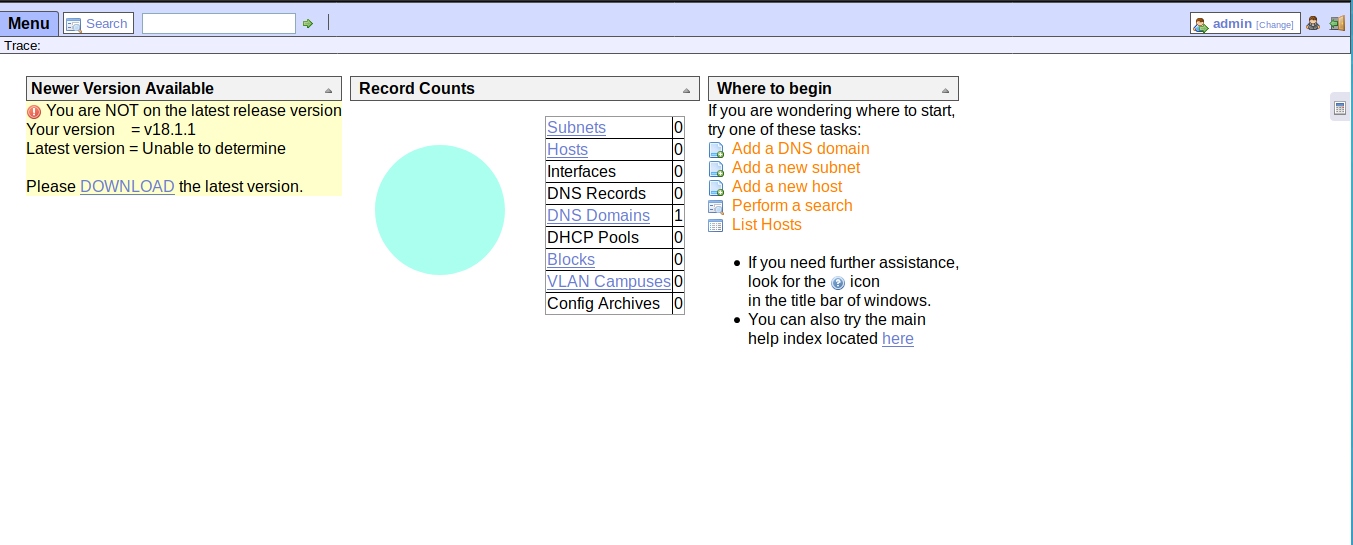 Menu Search admin [Change]
Trace:
Newer Version Available
You are NOT on the latest release version
Your version = v18.1.1
Latest version = Unable to determine
Please DOWNLOAD the latest version.
Record Counts
Subnets 0
Hosts 0
Interfaces 0
DNS Records 0
DNS Domains 1
DHCP Pools 0
Blocks 0
VLAN Campuses 0
Config Archives 0
Where to begin
If you are wondering where to start,
try one of these tasks:
Add a DNS domain
Add a new subnet
Add a new host
Perform a search
List Hosts
• If you need further assistance,
look for the ? icon
in the title bar of windows.
• You can also try the main
help index located here